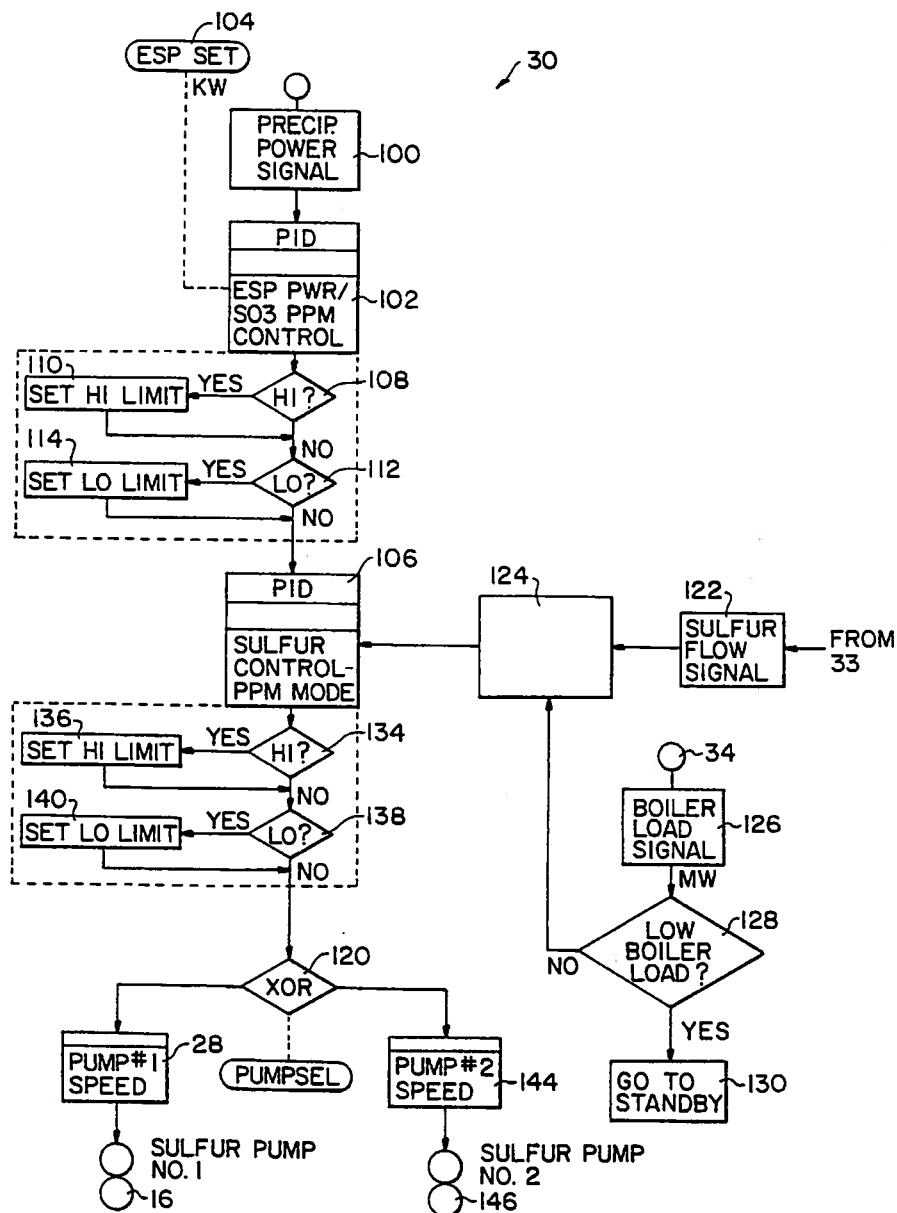 104
ESP SET
KW
30
PRECIP.
POWER
SIGNAL
100
PID
ESP PWR/
SO3 PPM
CONTROL
102
110
SET HI LIMIT
YES
HI?
108
NO
114
SET LO LIMIT
YES
LO?
112
NO
106
PID
SULFUR
CONTROL-
PPM MODE
124
122
SULFUR
FLOW
SIGNAL
FROM
33
136
SET HI LIMIT
YES
HI?
134
NO
140
SET LO LIMIT
YES
LO?
138
NO
34
BOILER
LOAD
SIGNAL
126
MW
LOW
BOILER
LOAD?
128
NO
YES
GO TO
STANDBY
130
120
XOR
PUMP#1
SPEED
28
PUMPSEL
PUMP#2
SPEED
144
SULFUR PUMP
NO. 1
16
SULFUR PUMP
NO. 2
146